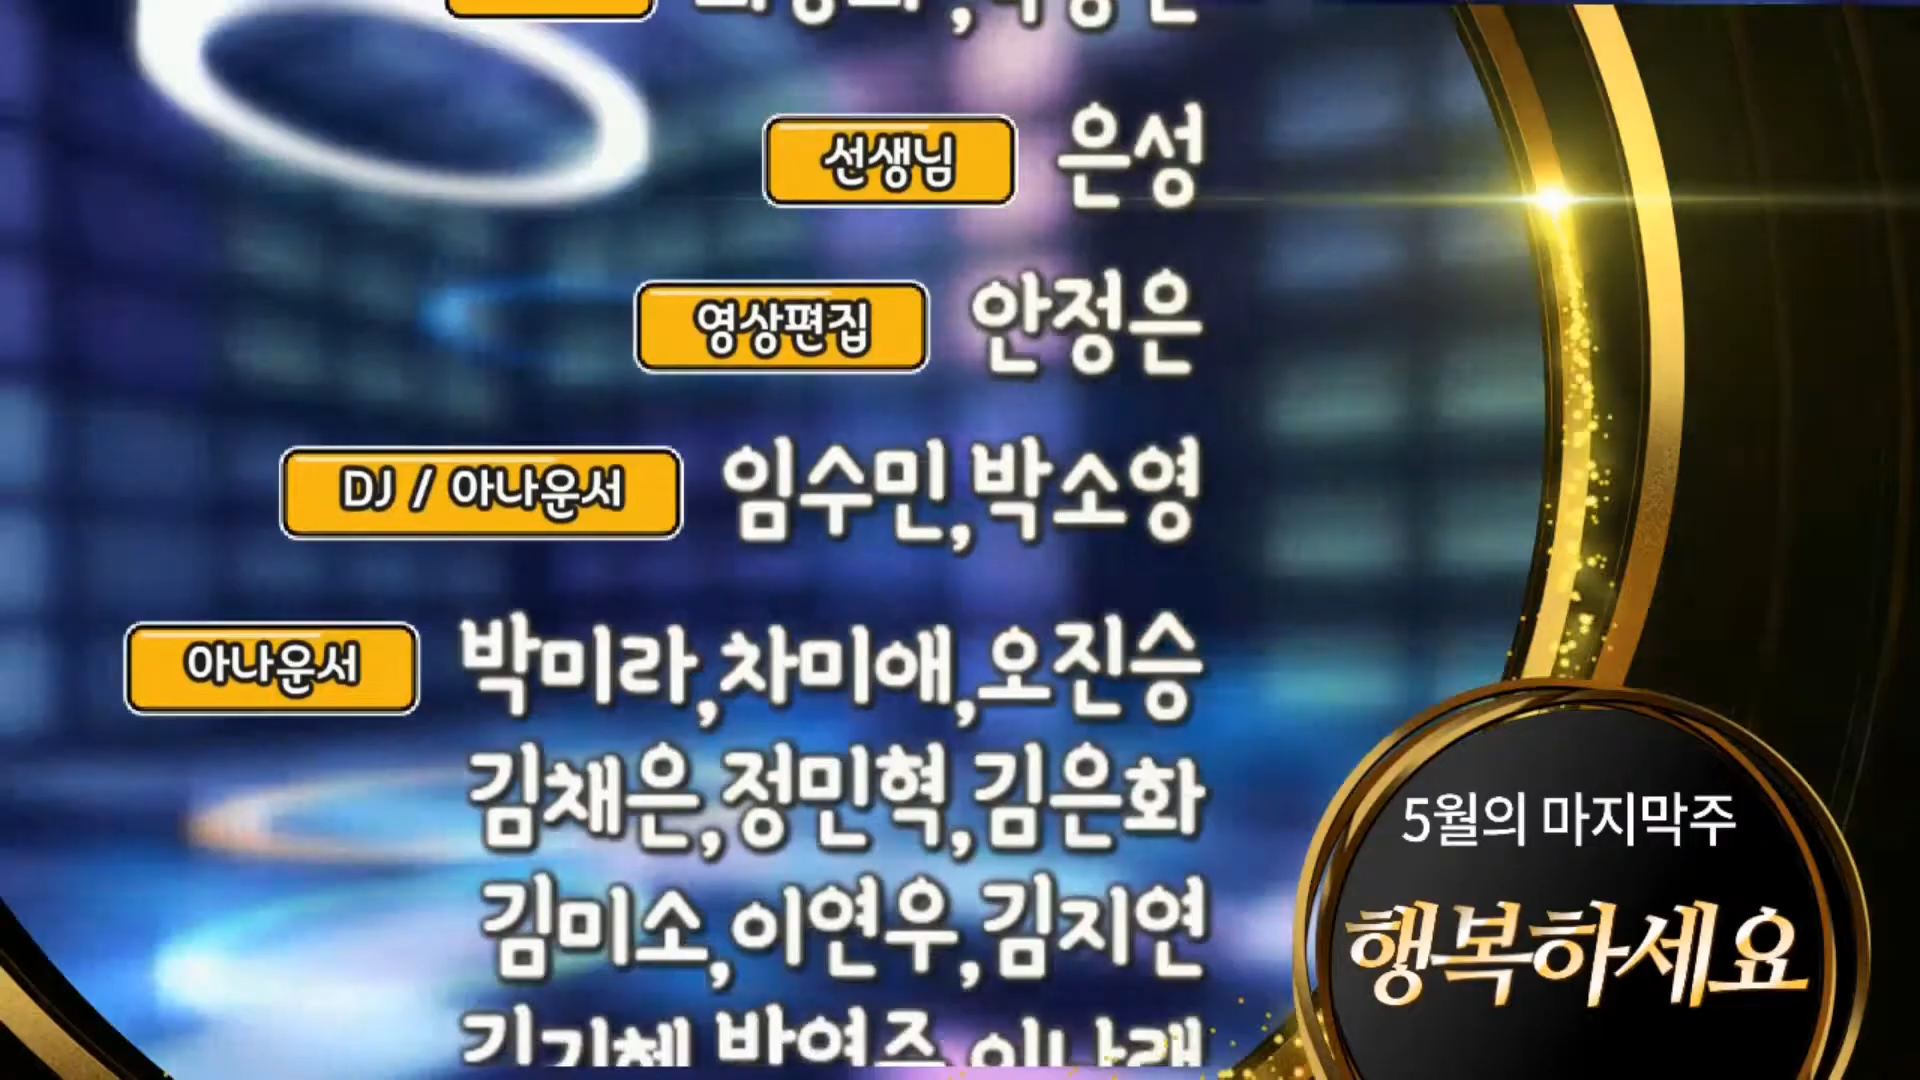 선생님 은성
영상편집 안정은
DJ / 아나운서 임수민,박소영
아나운서 박미라,차미애,오진승
김채은,정민혁,김은화
김미소,이연우,김지연
5월의 마지막주
행복하세요